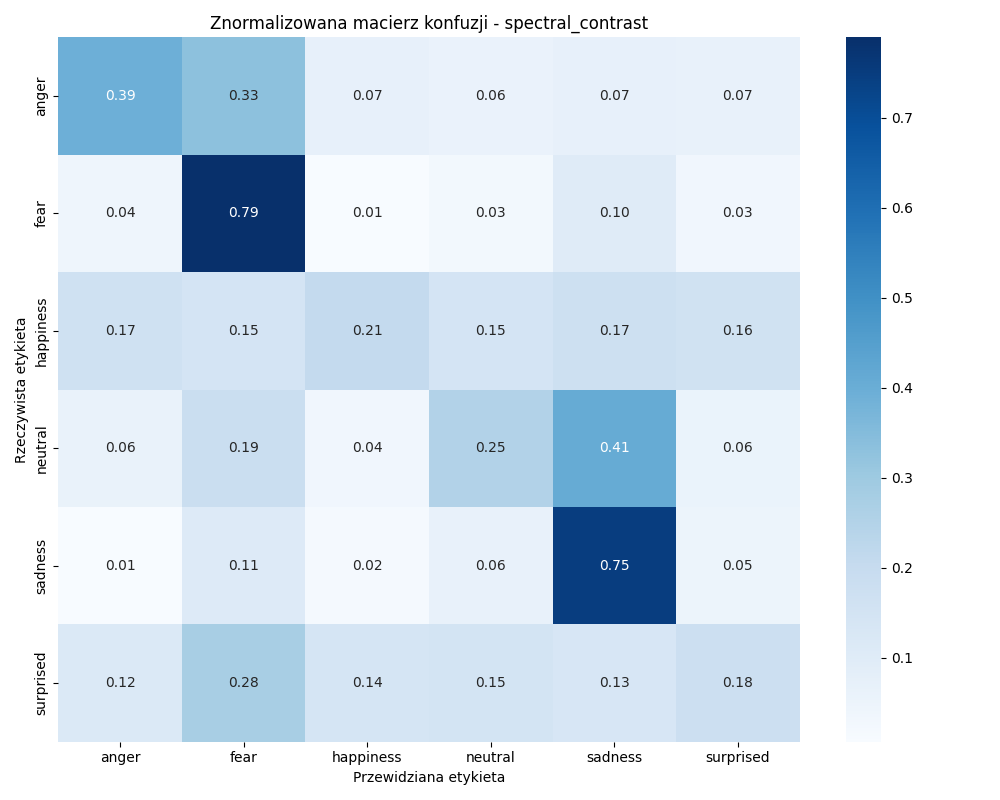 Znormalizowana macierz konfuzji - spectral_contrast
Rzeczywista etykieta
anger 0.39 0.33 0.07 0.06 0.07 0.07
fear 0.04 0.79 0.01 0.03 0.10 0.03
happiness 0.17 0.15 0.21 0.15 0.17 0.16
neutral 0.06 0.19 0.04 0.25 0.41 0.06
sadness 0.01 0.11 0.02 0.06 0.75 0.05
surprised 0.12 0.28 0.14 0.15 0.13 0.18
anger fear happiness neutral sadness surprised
Przewidziana etykieta
0.7
0.6
0.5
0.4
0.3
0.2
0.1